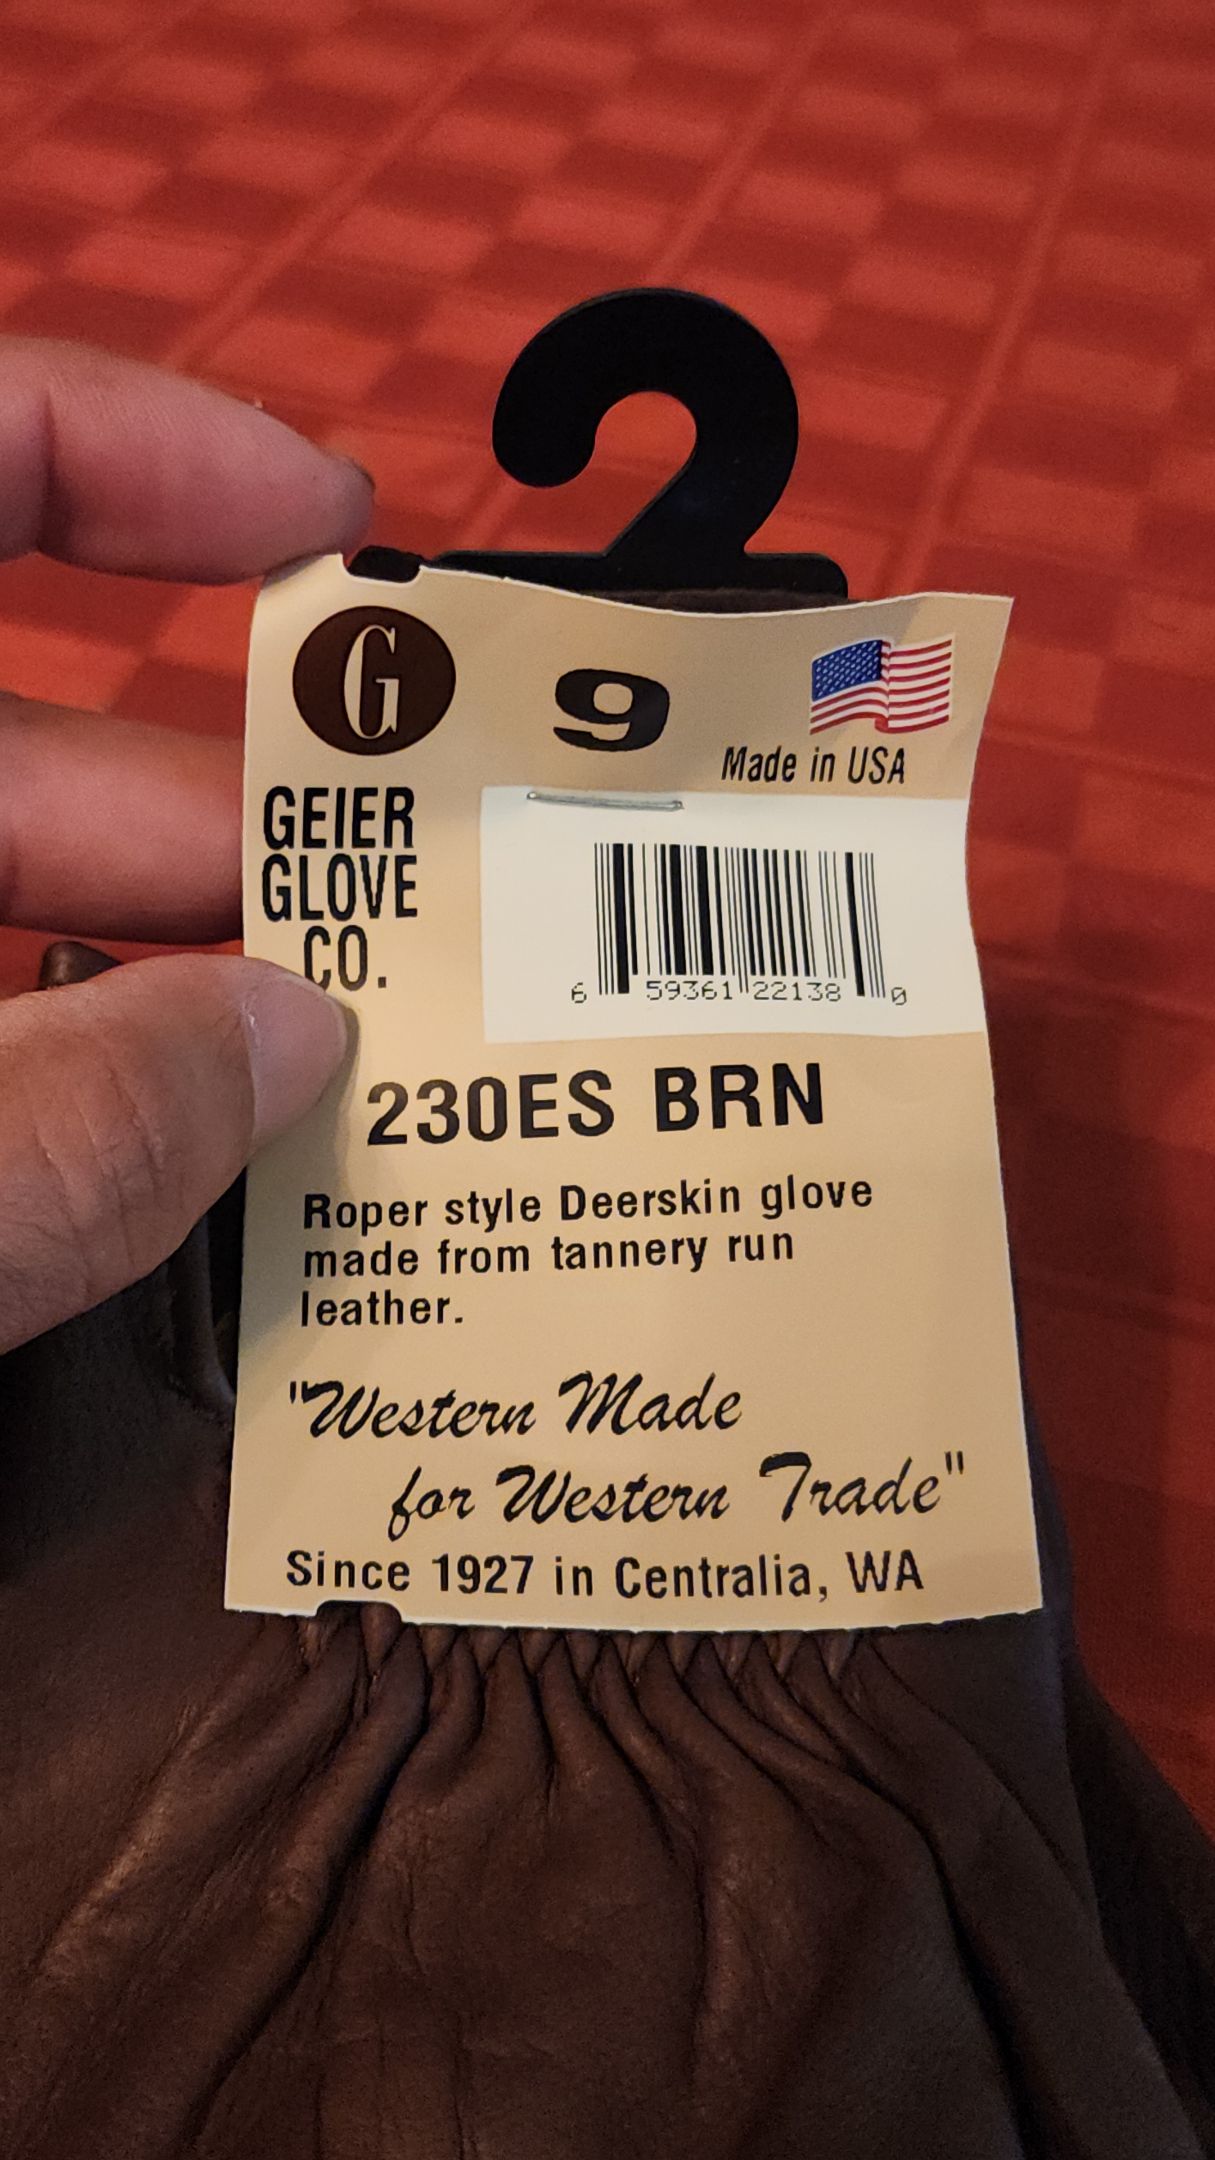 G
9
Made in USA
GEIER
GLOVE
CO.
6 59361 22138 0
230ES BRN
Roper style Deerskin glove
made from tannery run
leather.
"Western Made
for Western Trade"
Since 1927 in Centralia, WA